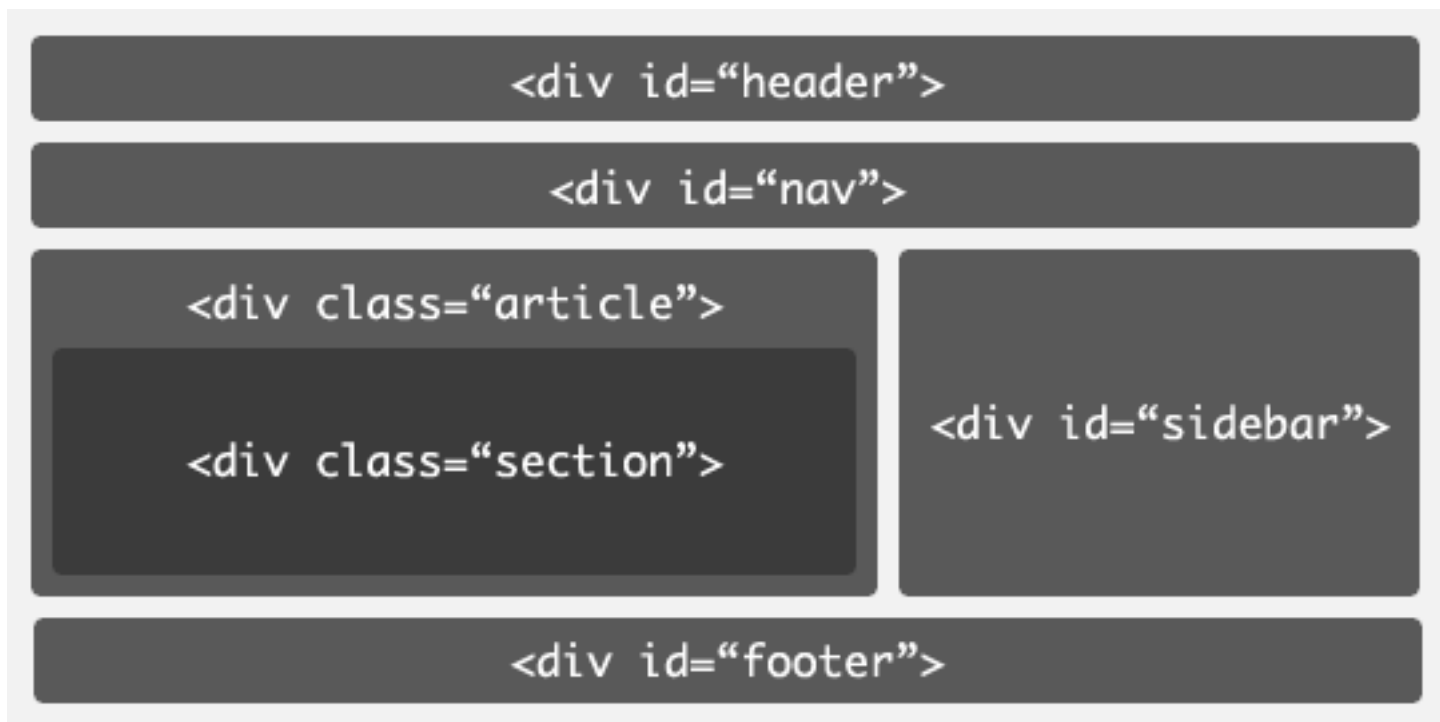 <div id=“header”>
<div id=“nav”>
<div class=“article”>
<div class=“section”>
<div id=“sidebar”>
<div id=“footer”>